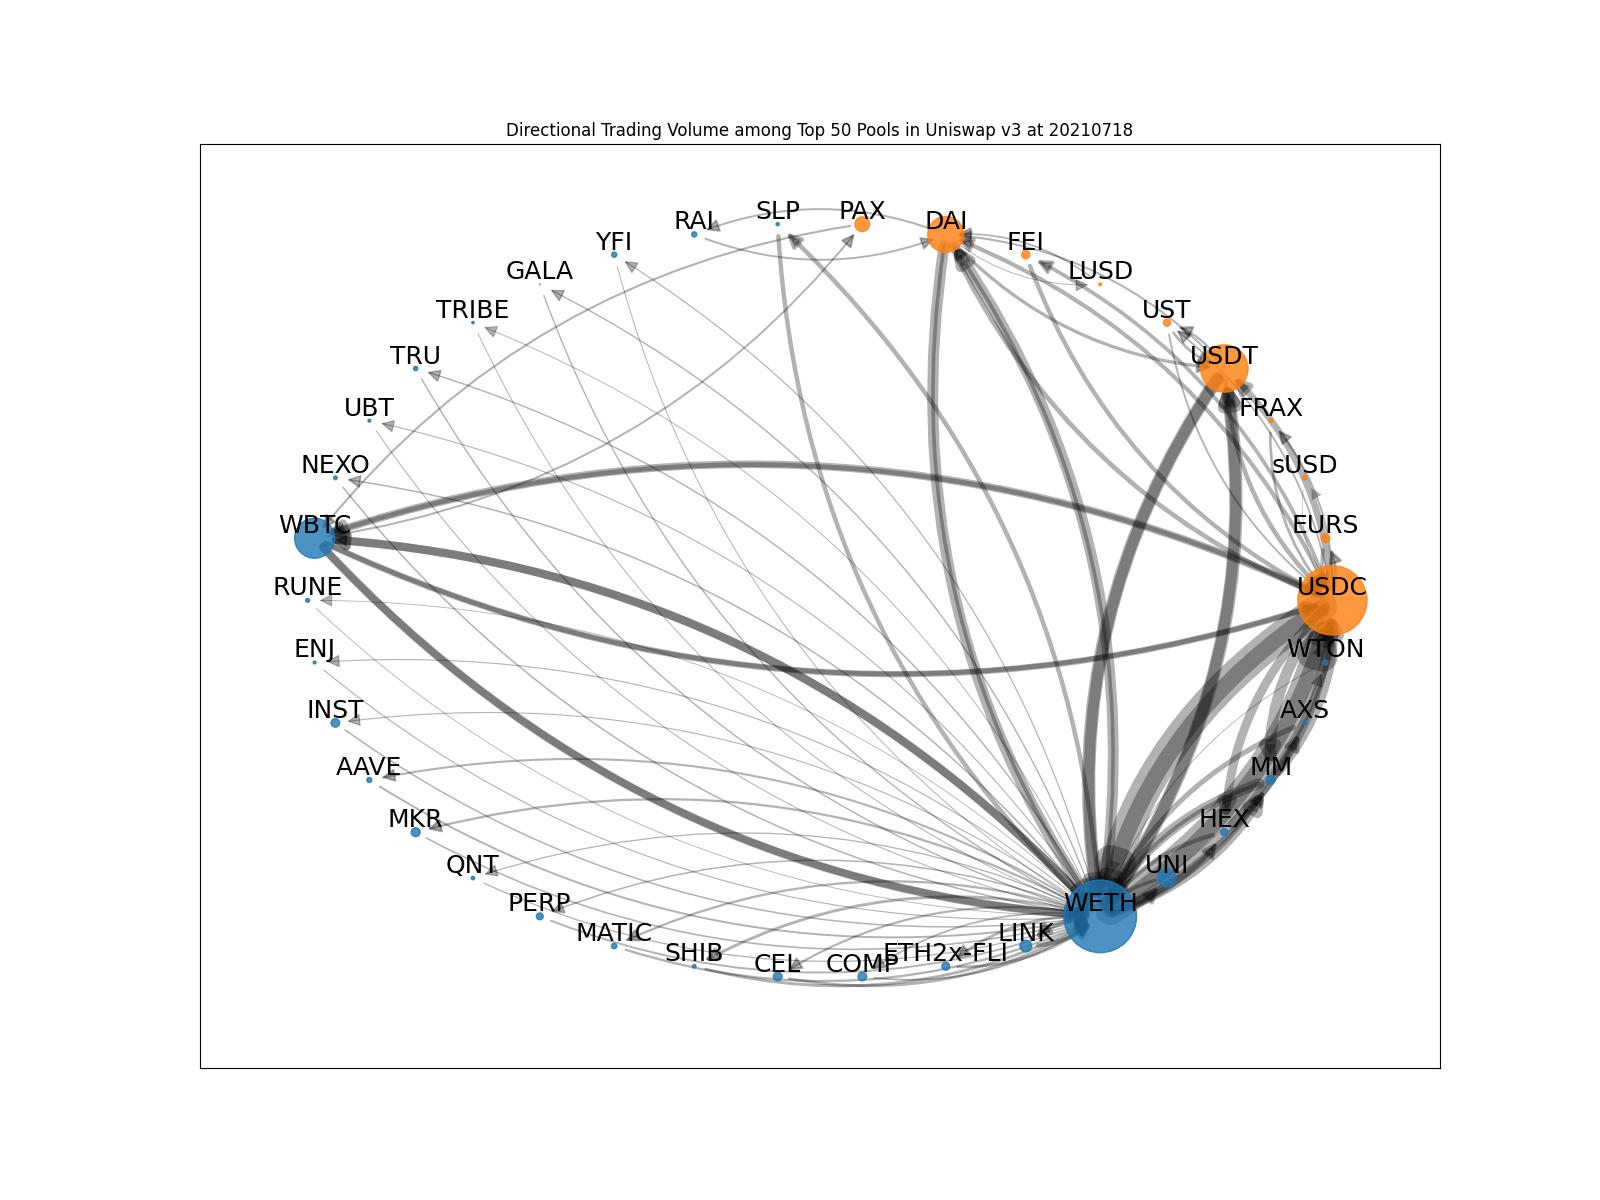 Directional Trading Volume among Top 50 Pools in Uniswap v3 at 20210718
SLP
PAX
RAI
DAI
YFI
FEI
GALA
LUSD
TRIBE
UST
TRU
USDT
UBT
FRAX
NEXO
sUSD
WBTC
EURS
RUNE
USDC
ENJ
WTON
INST
AXS
AAVE
MM
MKR
HEX
QNT
UNI
PERP
WETH
MATIC
LINK
SHIB
ETH2x-FLI
CEL
COMP